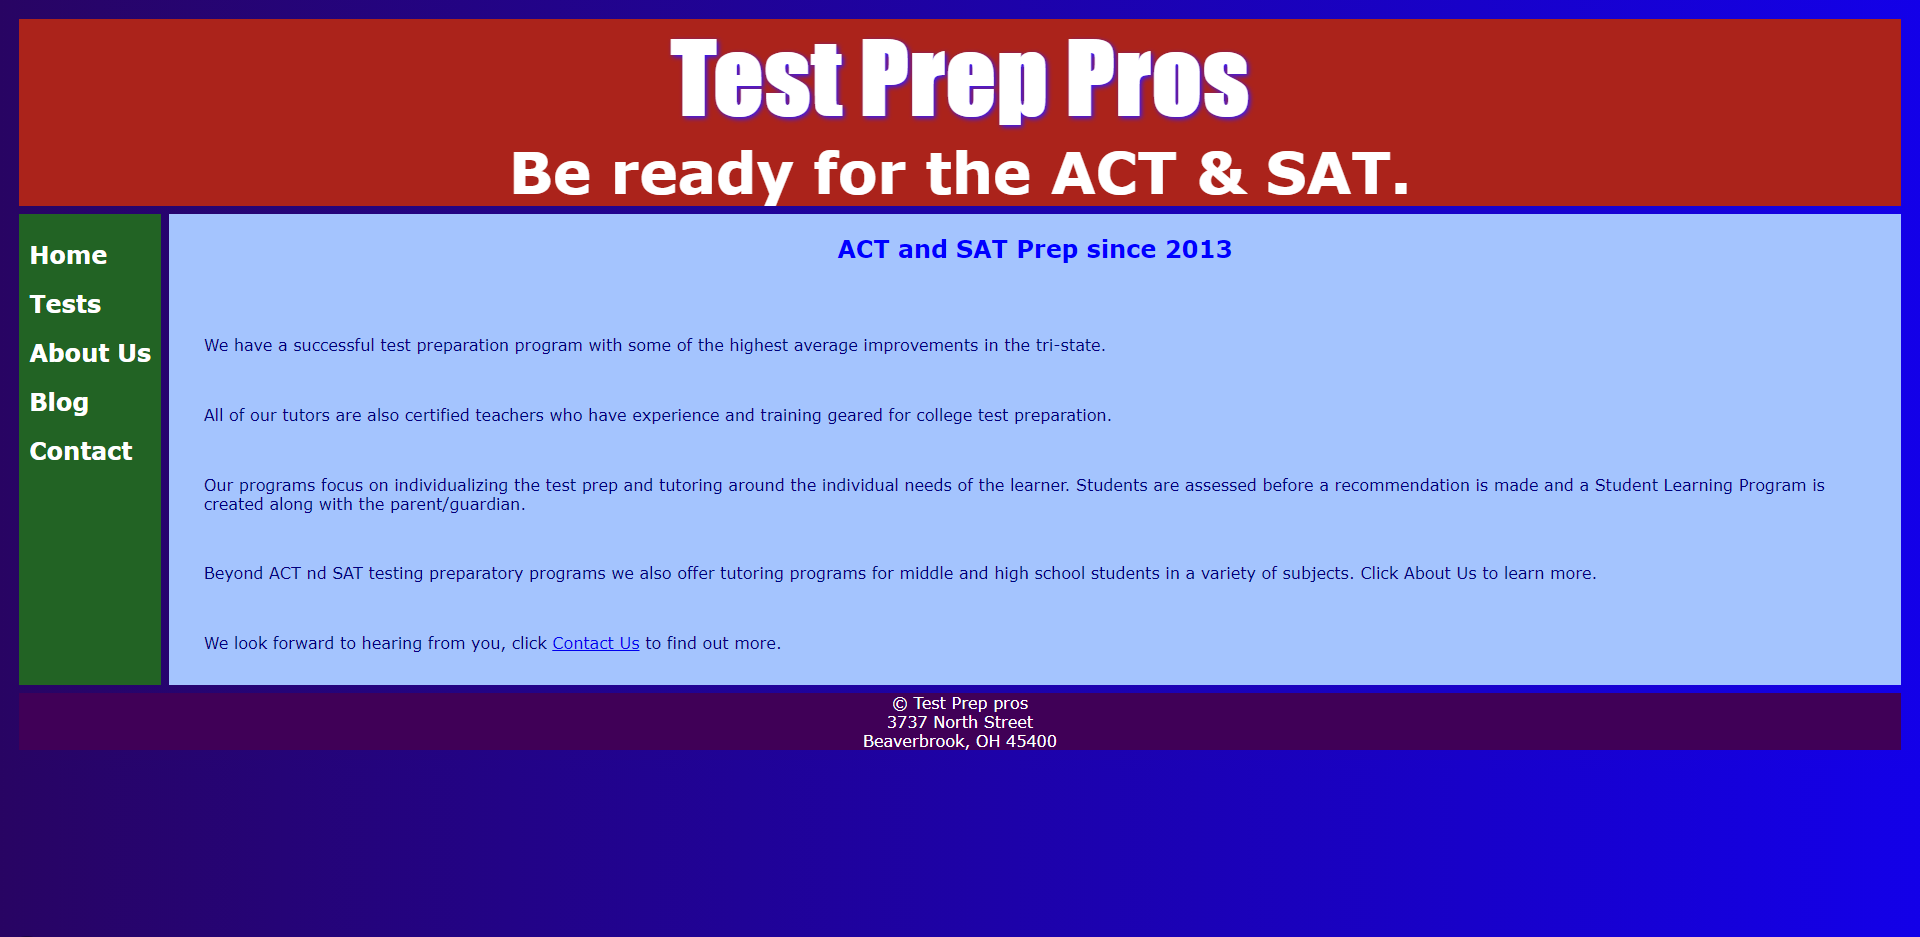 Test Prep Pros
Be ready for the ACT & SAT.
Home
Tests
About Us
Blog
Contact
ACT and SAT Prep since 2013
We have a successful test preparation program with some of the highest average improvements in the tri-state.
All of our tutors are also certified teachers who have experience and training geared for college test preparation.
Our programs focus on individualizing the test prep and tutoring around the individual needs of the learner. Students are assessed before a recommendation is made and a Student Learning Program is
created along with the parent/guardian.
Beyond ACT nd SAT testing preparatory programs we also offer tutoring programs for middle and high school students in a variety of subjects. Click About Us to learn more.
We look forward to hearing from you, click Contact Us to find out more.
© Test Prep pros
3737 North Street
Beaverbrook, OH 45400